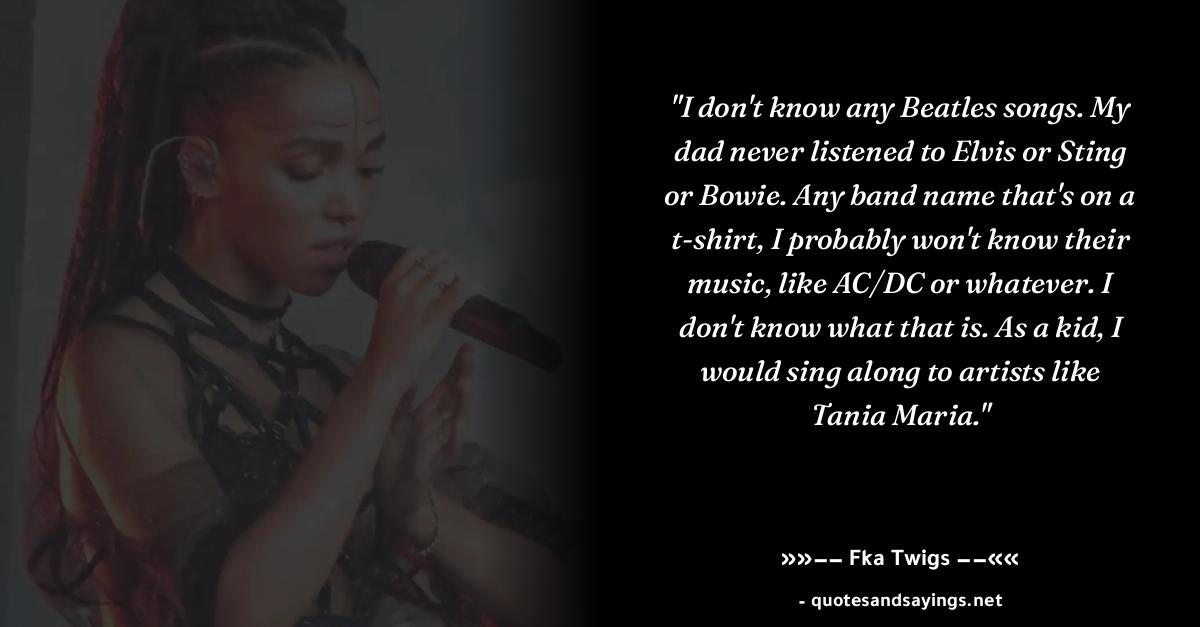 "I don't know any Beatles songs. My
dad never listened to Elvis or Sting
or Bowie. Any band name that's on a
t-shirt, I probably won't know their
music, like AC/DC or whatever. I
don't know what that is. As a kid, I
would sing along to artists like
Tania Maria."
»»–– Fka Twigs ––««
- quotesandsayings.net